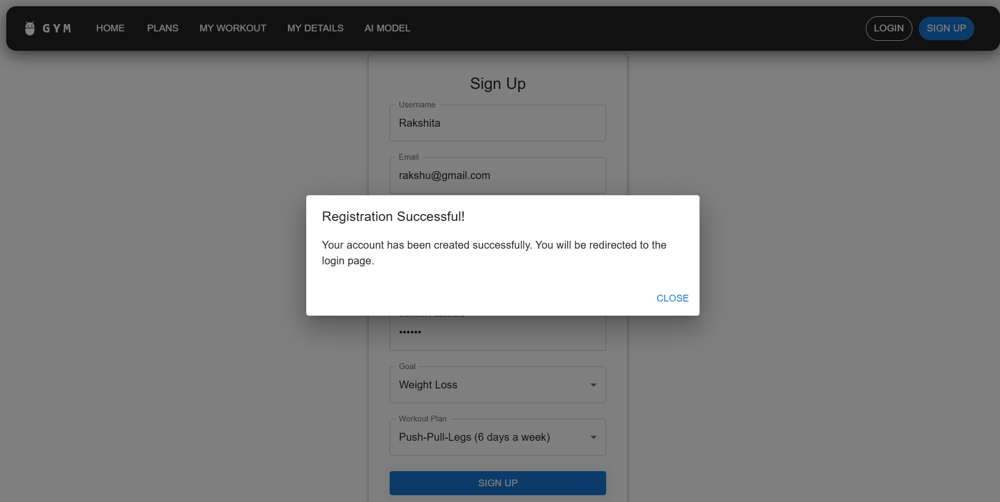 GYM HOME PLANS MY WORKOUT MY DETAILS AI MODEL LOGIN SIGN UP
Sign Up
Username
Rakshita
Email
rakshu@gmail.com
Registration Successful!
Your account has been created successfully. You will be redirected to the
login page.
CLOSE
Confirm Password
••••••
Goal
Weight Loss
Workout Plan
Push-Pull-Legs (6 days a week)
SIGN UP